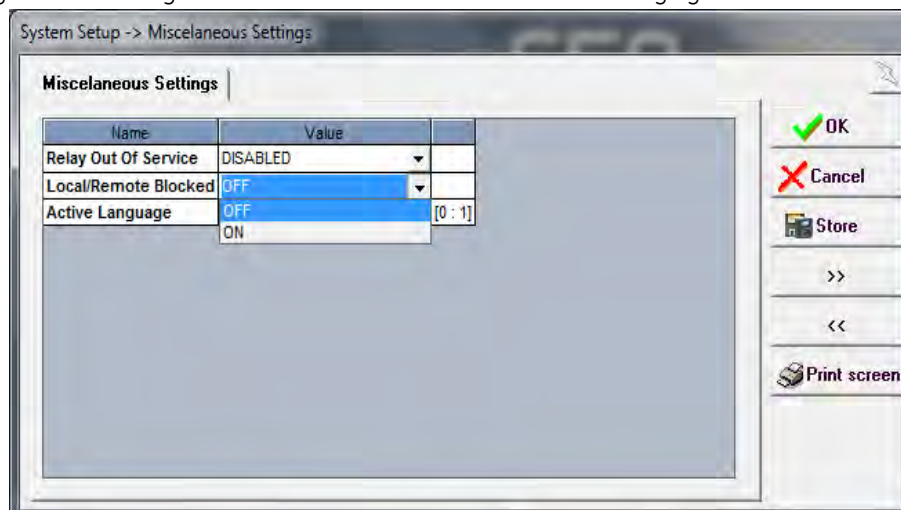 System Setup -> Miscelaneous Settings
Miscelaneous Settings
Name Value
Relay Out Of Service DISABLED
Local/Remote Blocked OFF
Active Language OFF [0 : 1]
ON
OK
Cancel
Store
>>
<<
Print screen